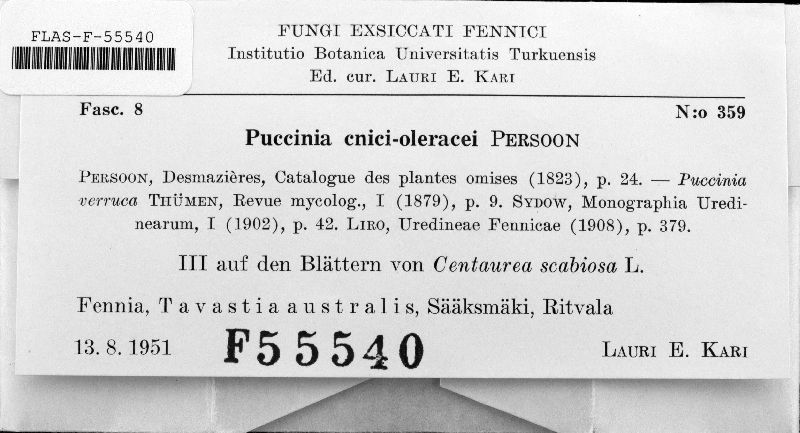 FLAS-F-55540
FUNGI EXSICCATI FENNICI
Institutio Botanica Universitatis Turkuensis
Ed. cur. LAURI E. KARI
Fasc. 8 N:o 359
Puccinia cnici-oleracei PERSOON
PERSOON, Desmazières, Catalogue des plantes omises (1823), p. 24. — Puccinia
verruca THÜMEN, Revue mycolog., I (1879), p. 9. SYDOW, Monographia Uredi-
nearum, I (1902), p. 42. LIRO, Uredineae Fennicae (1908), p. 379.
III auf den Blättern von Centaurea scabiosa L.
Fennia, Tavastia australis, Sääksmäki, Ritvala
13. 8. 1951 F55540 LAURI E. KARI